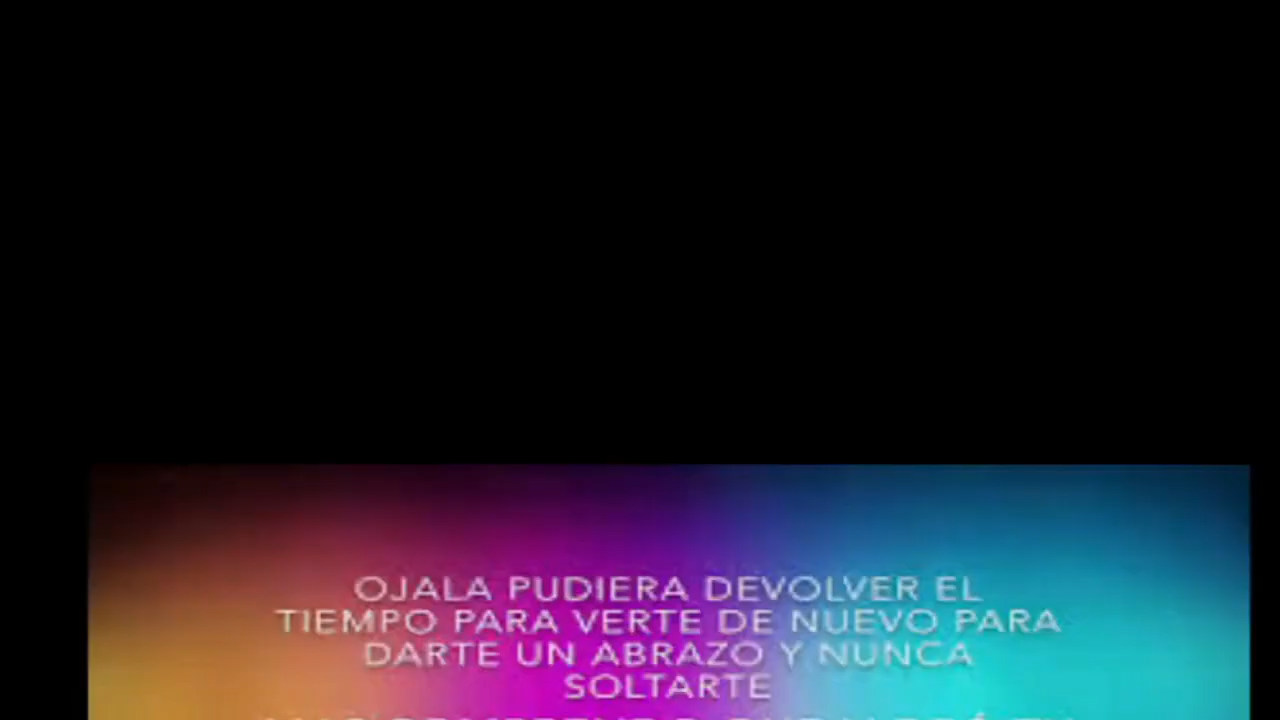 OJALA PUDIERA DEVOLVER EL
TIEMPO PARA VERTE DE NUEVO PARA
DARTE UN ABRAZO Y NUNCA
SOLTARTE